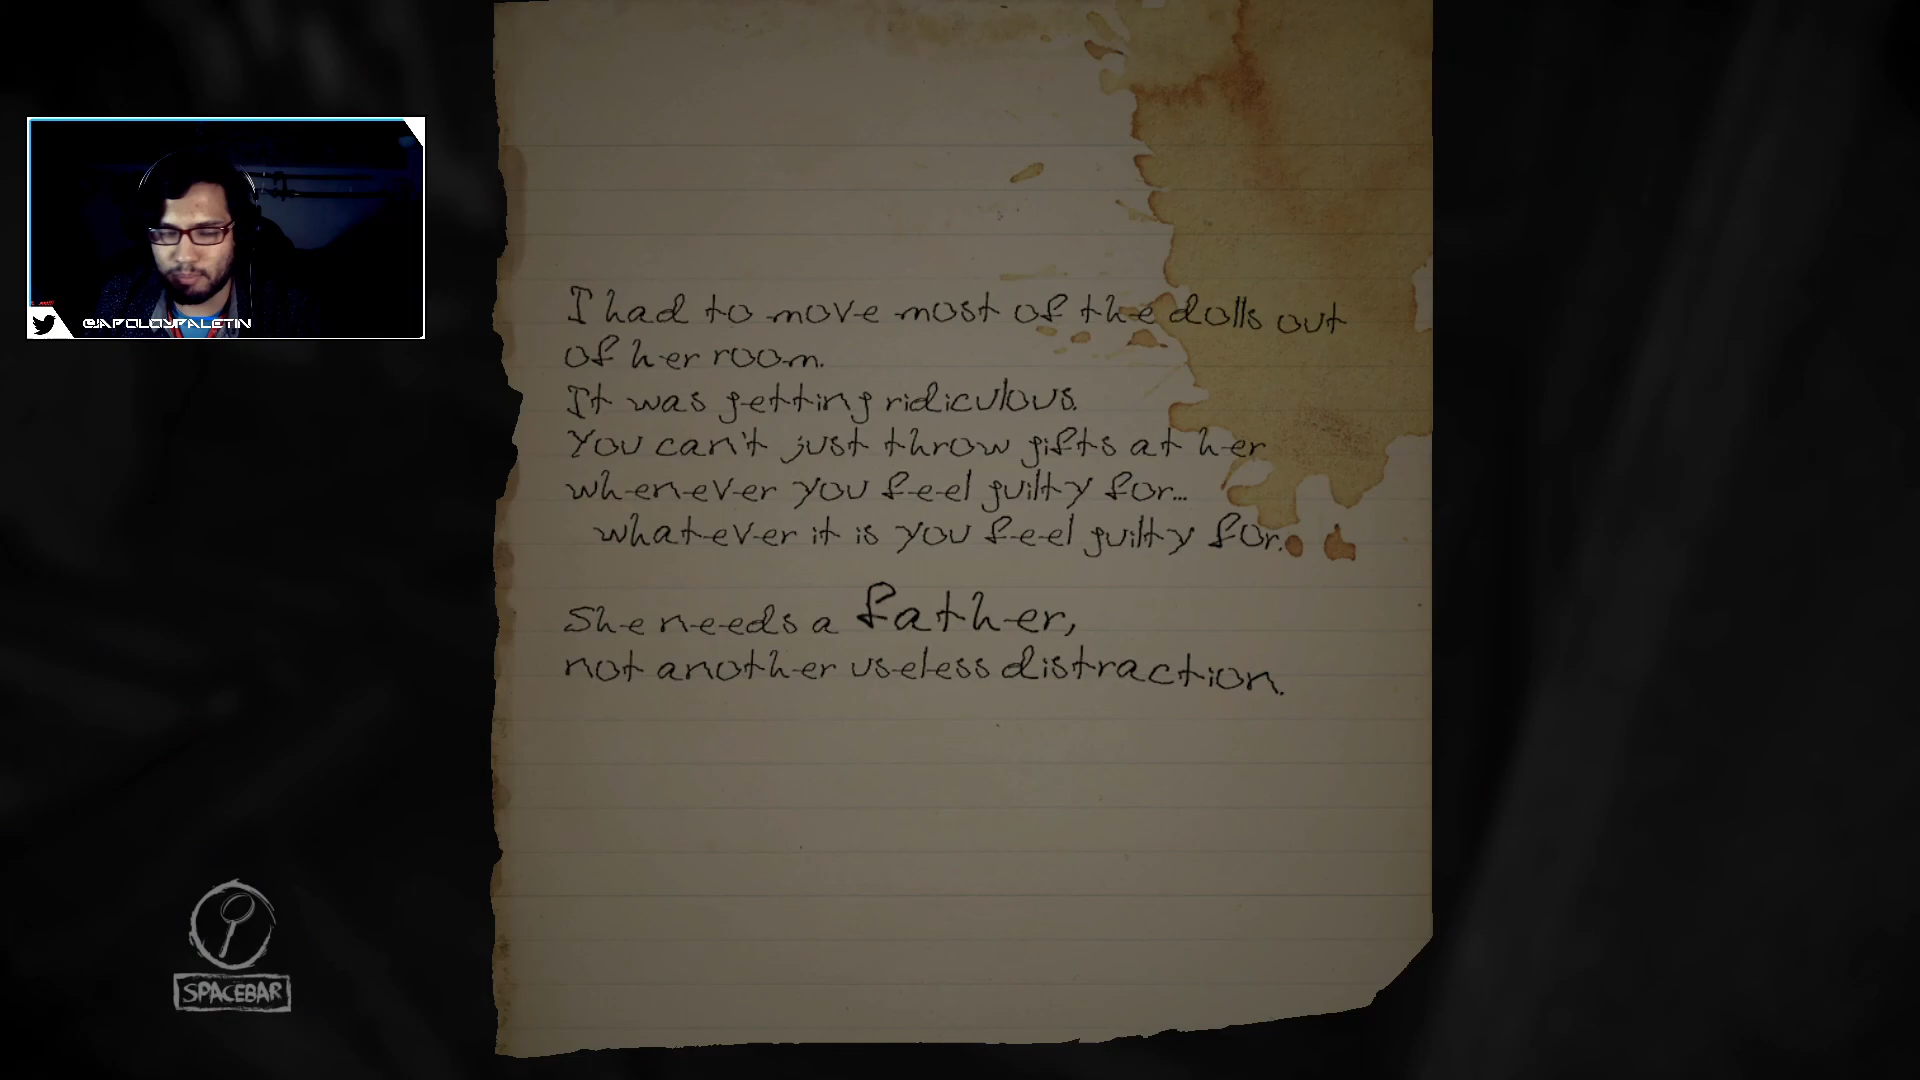 I had to move most of the dolls out
of her room.
It was getting ridiculous.
You can't just throw gifts at her
whenever you feel guilty for...
whatever it is you feel guilty for.
She needs a father,
not another useless distraction.
@JAPOLOYPALETIN
SPACEBAR